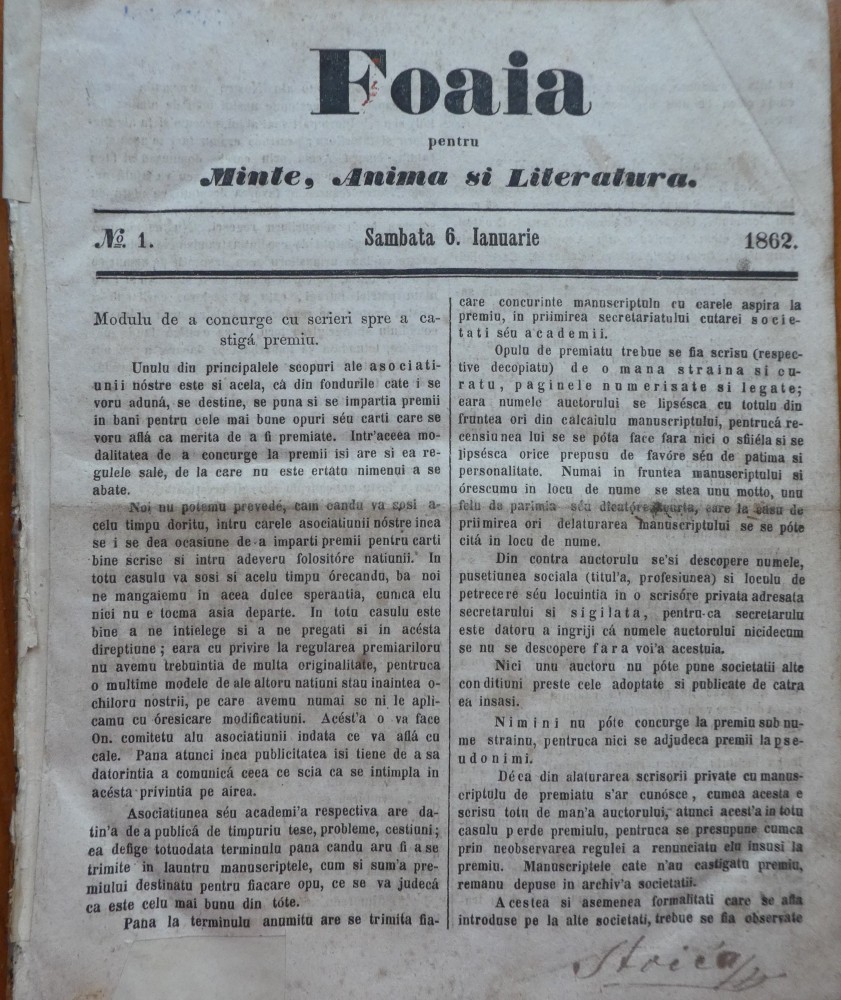 Foaia
pentru
Minte, Anima si Literatura.
No. 1.
Sambata 6. Ianuarie
1862.
Modulu de a concurge cu scrieri spre a ca-
stigá premiu.
Unulu din principalele scopuri ale asociati-
unii nóstre este si acela, cá din fondurile cate i se
voru aduná, se destine, se puna si se impartia premii
in bani pentru cele mai bune opuri séu carti care se
voru aflá ca merita de a fi premiate. Intr'aceea mo-
dalitatea de a concurge la premii isi are si ea re-
gulele sale, de la care nu este ertatu nimenui a se
abate.
Noi nu potemu prevedé, cam candu va sosi a-
celu timpu doritu, intru carele asociatiunii nóstre inca
se i se dea ocasiune de a imparti premii pentru carti
bine scrise si intru adeveru folositóre natiunii. In
totu casulu va sosi si acelu timpu órecandu, ba noi
ne mangaiemu in acea dulce sperantia, cumca elu
nici nu e tocma asia departe. In totu casulu este
bine a ne intielege si a ne pregati si in acésta
direptiune; eara cu privire la regularea premiariloru
nu avemu trebuintia de multa originalitate, pentruca
o multime modele de ale altoru natiuni stau inaintea o-
chiloru nostrii, pe care avemu numai se ni le apli-
camu cu óresicare modificatiuni. Acést'a o va face
On. comitetu alu asociatiunii indata ce va aflá cu
cale. Pana atunci inca publicitatea isi tiene de a sa
datorintia a comunicá ceea ce scia ca se intimpla in
acésta privintia pe airea.
Asociatiunea séu academi'a respectiva are da-
tin'a de a publicá de timpuriu tese, probleme, cestiuni;
ea defige totuodata terminulu pana candu aru fi a se
trimite in launtru manuscriptele, cum si sum'a pre-
miului destinatu pentru fiacare opu, ce se va judecá
ca este celu mai bunu din tóte.
Pana la terminulu anumitu are se trimita fia-
care concurinte manuscriptulu cu carele aspira la
premiu, in priimirea secretariatului cutarei socie-
tati séu academii.
Opulu de premiatu trebue se fia scrisu (respec-
tive decopiatu) de o mana straina si cu-
ratu, paginele numerisate si legate;
eara numele auctorului se lipsésca cu totulu din
fruntea ori din calcaiulu manuscriptului, pentrucá re-
censiunea lui se se póta face fara nici o sfiiéla si se
lipsésca orice prepusu de favóre séu de patima si
personalitate. Numai in fruntea manuscriptului si
órescumu in locu de nume se stea unu motto, unu
felu de parimia séu dicatóre scurta, care la casu de
priimirea ori delaturarea manuscriptului se se póte
citá in locu de nume.
Din contra auctorulu se'si descopere numele,
pusetiunea sociala (titul'a, profesiunea) si loculu de
petrecere séu locuintia in o scrisóre privata adresata
secretarului si sigilata, pentru-ca secretarulu
este datoru a ingriji cá numele auctorului nicidecum
se nu se descopere fara voi'a acestuia.
Nici unu auctoru nu póte pune societatii alte
conditiuni preste cele adoptate si publicate de catra
ea insasi.
Nimini nu póte concurge la premiu sub nu-
me strainu, pentruca nici se adjudeca premii la pse-
udonimi.
Déca din alaturarea scrisorii private cu manus-
criptulu de premiatu s'ar cunósce, cumca acesta e
scrisu totu de man'a auctorului, atunci acest'a in totu
casulu perde premiulu, pentruca se presupune cumca
prin neobservarea regulei a renunciatu elu insusi la
premiu. Manuscriptele cate n'au castigatu premiu,
remanu depuse in archiv'a societatii.
Acestea si asemenea formalitati care se afla
introduse pe la alte societati, trebue se fia observate
Stoica